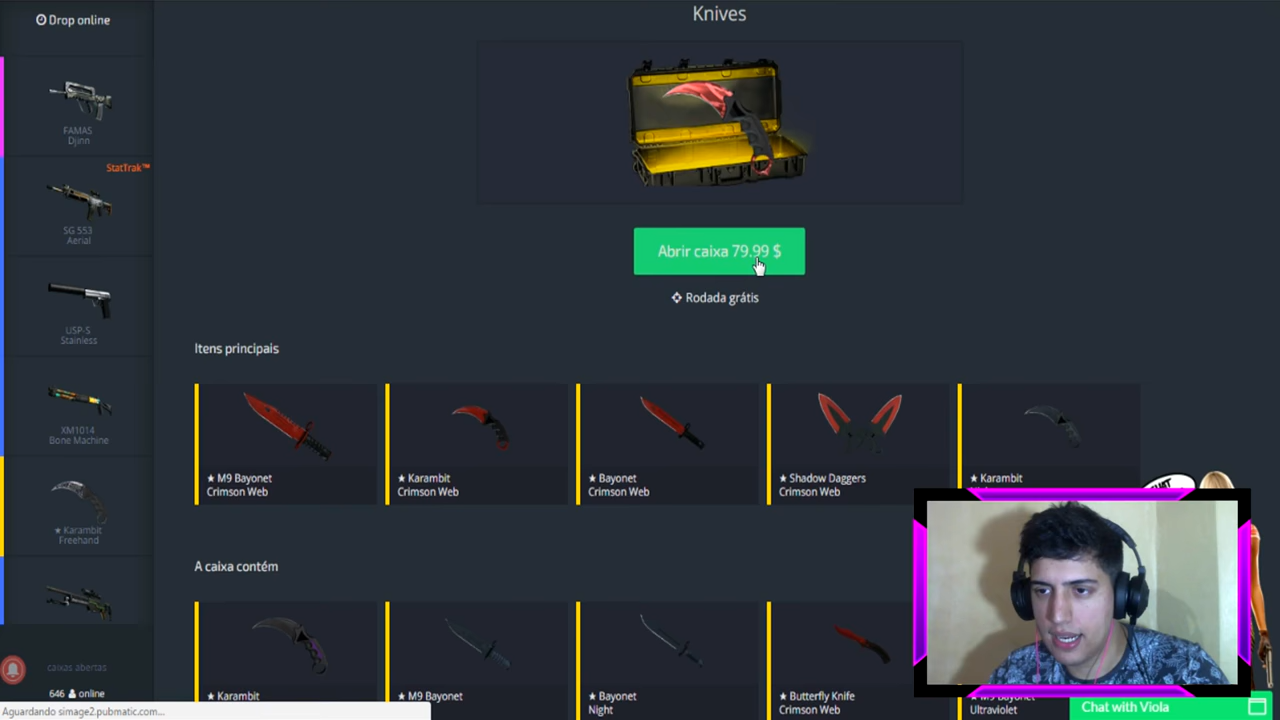 Drop online
Knives
FAMAS
Djinn
StatTrak™
SG 553
Aerial
USP-S
Stainless
XM1014
Bone Machine
★ Karambit
Freehand
caixas abertas
646 online
Aguardando simage2.pubmatic.com...
Abrir caixa 79.99 $
Rodada grátis
Itens principais
★ M9 Bayonet
Crimson Web
★ Karambit
Crimson Web
★ Bayonet
Crimson Web
★ Shadow Daggers
Crimson Web
★ Karambit
A caixa contém
★ Karambit
★ M9 Bayonet
★ Bayonet
Night
★ Butterfly Knife
Crimson Web
Ultraviolet
CHAT
Chat with Viola